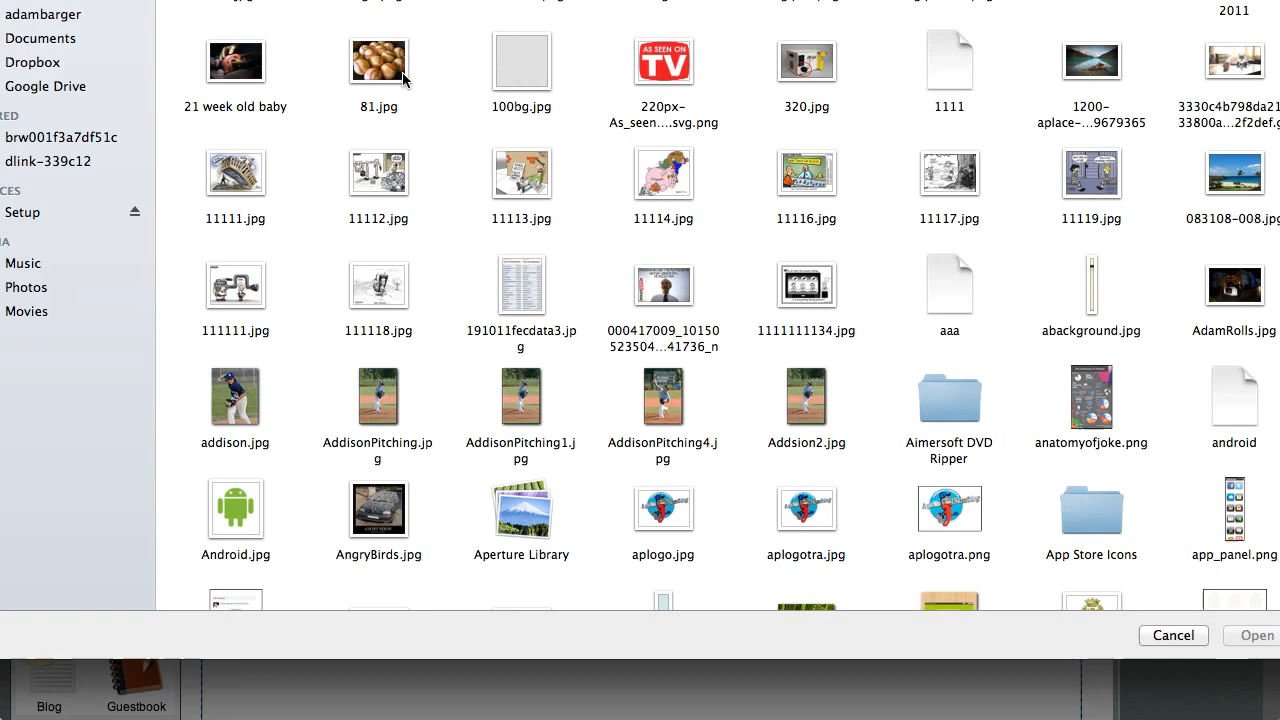 adambarger
Documents
Dropbox
Google Drive
RED
brw001f3a7df51c
dlink-339c12
CES
Setup
IA
Music
Photos
Movies
2011
21 week old baby
81.jpg
100bg.jpg
220px-
As_seen....svg.png
320.jpg
1111
1200-
aplace-...9679365
3330c4b798da21
33800a...2f2def.g
AS SEEN ON
TV
11111.jpg
11112.jpg
11113.jpg
11114.jpg
11116.jpg
11117.jpg
11119.jpg
083108-008.jpg
111111.jpg
111118.jpg
191011fecdata3.jp
g
000417009_10150
523504...41736_n
1111111134.jpg
aaa
abackground.jpg
AdamRolls.jpg
addison.jpg
AddisonPitching.jp
g
AddisonPitching1.j
pg
AddisonPitching4.j
pg
Addsion2.jpg
Aimersoft DVD
Ripper
anatomyofjoke.png
android
Android.jpg
AngryBirds.jpg
Aperture Library
aplogo.jpg
aplogotra.jpg
aplogotra.png
App Store Icons
app_panel.png
Cancel
Open
Blog
Guestbook